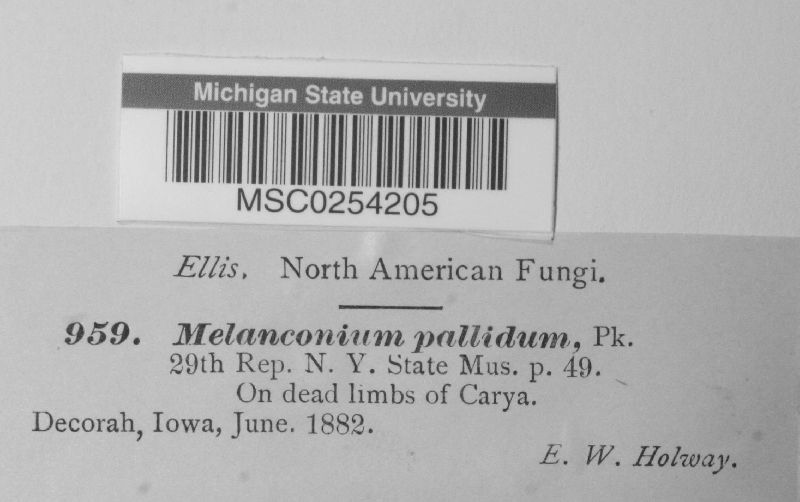 Michigan State University
MSC0254205
Ellis. North American Fungi.
959. Melanconium pallidum, Pk.
29th Rep. N. Y. State Mus. p. 49.
On dead limbs of Carya.
Decorah, Iowa, June. 1882.
E. W. Holway.